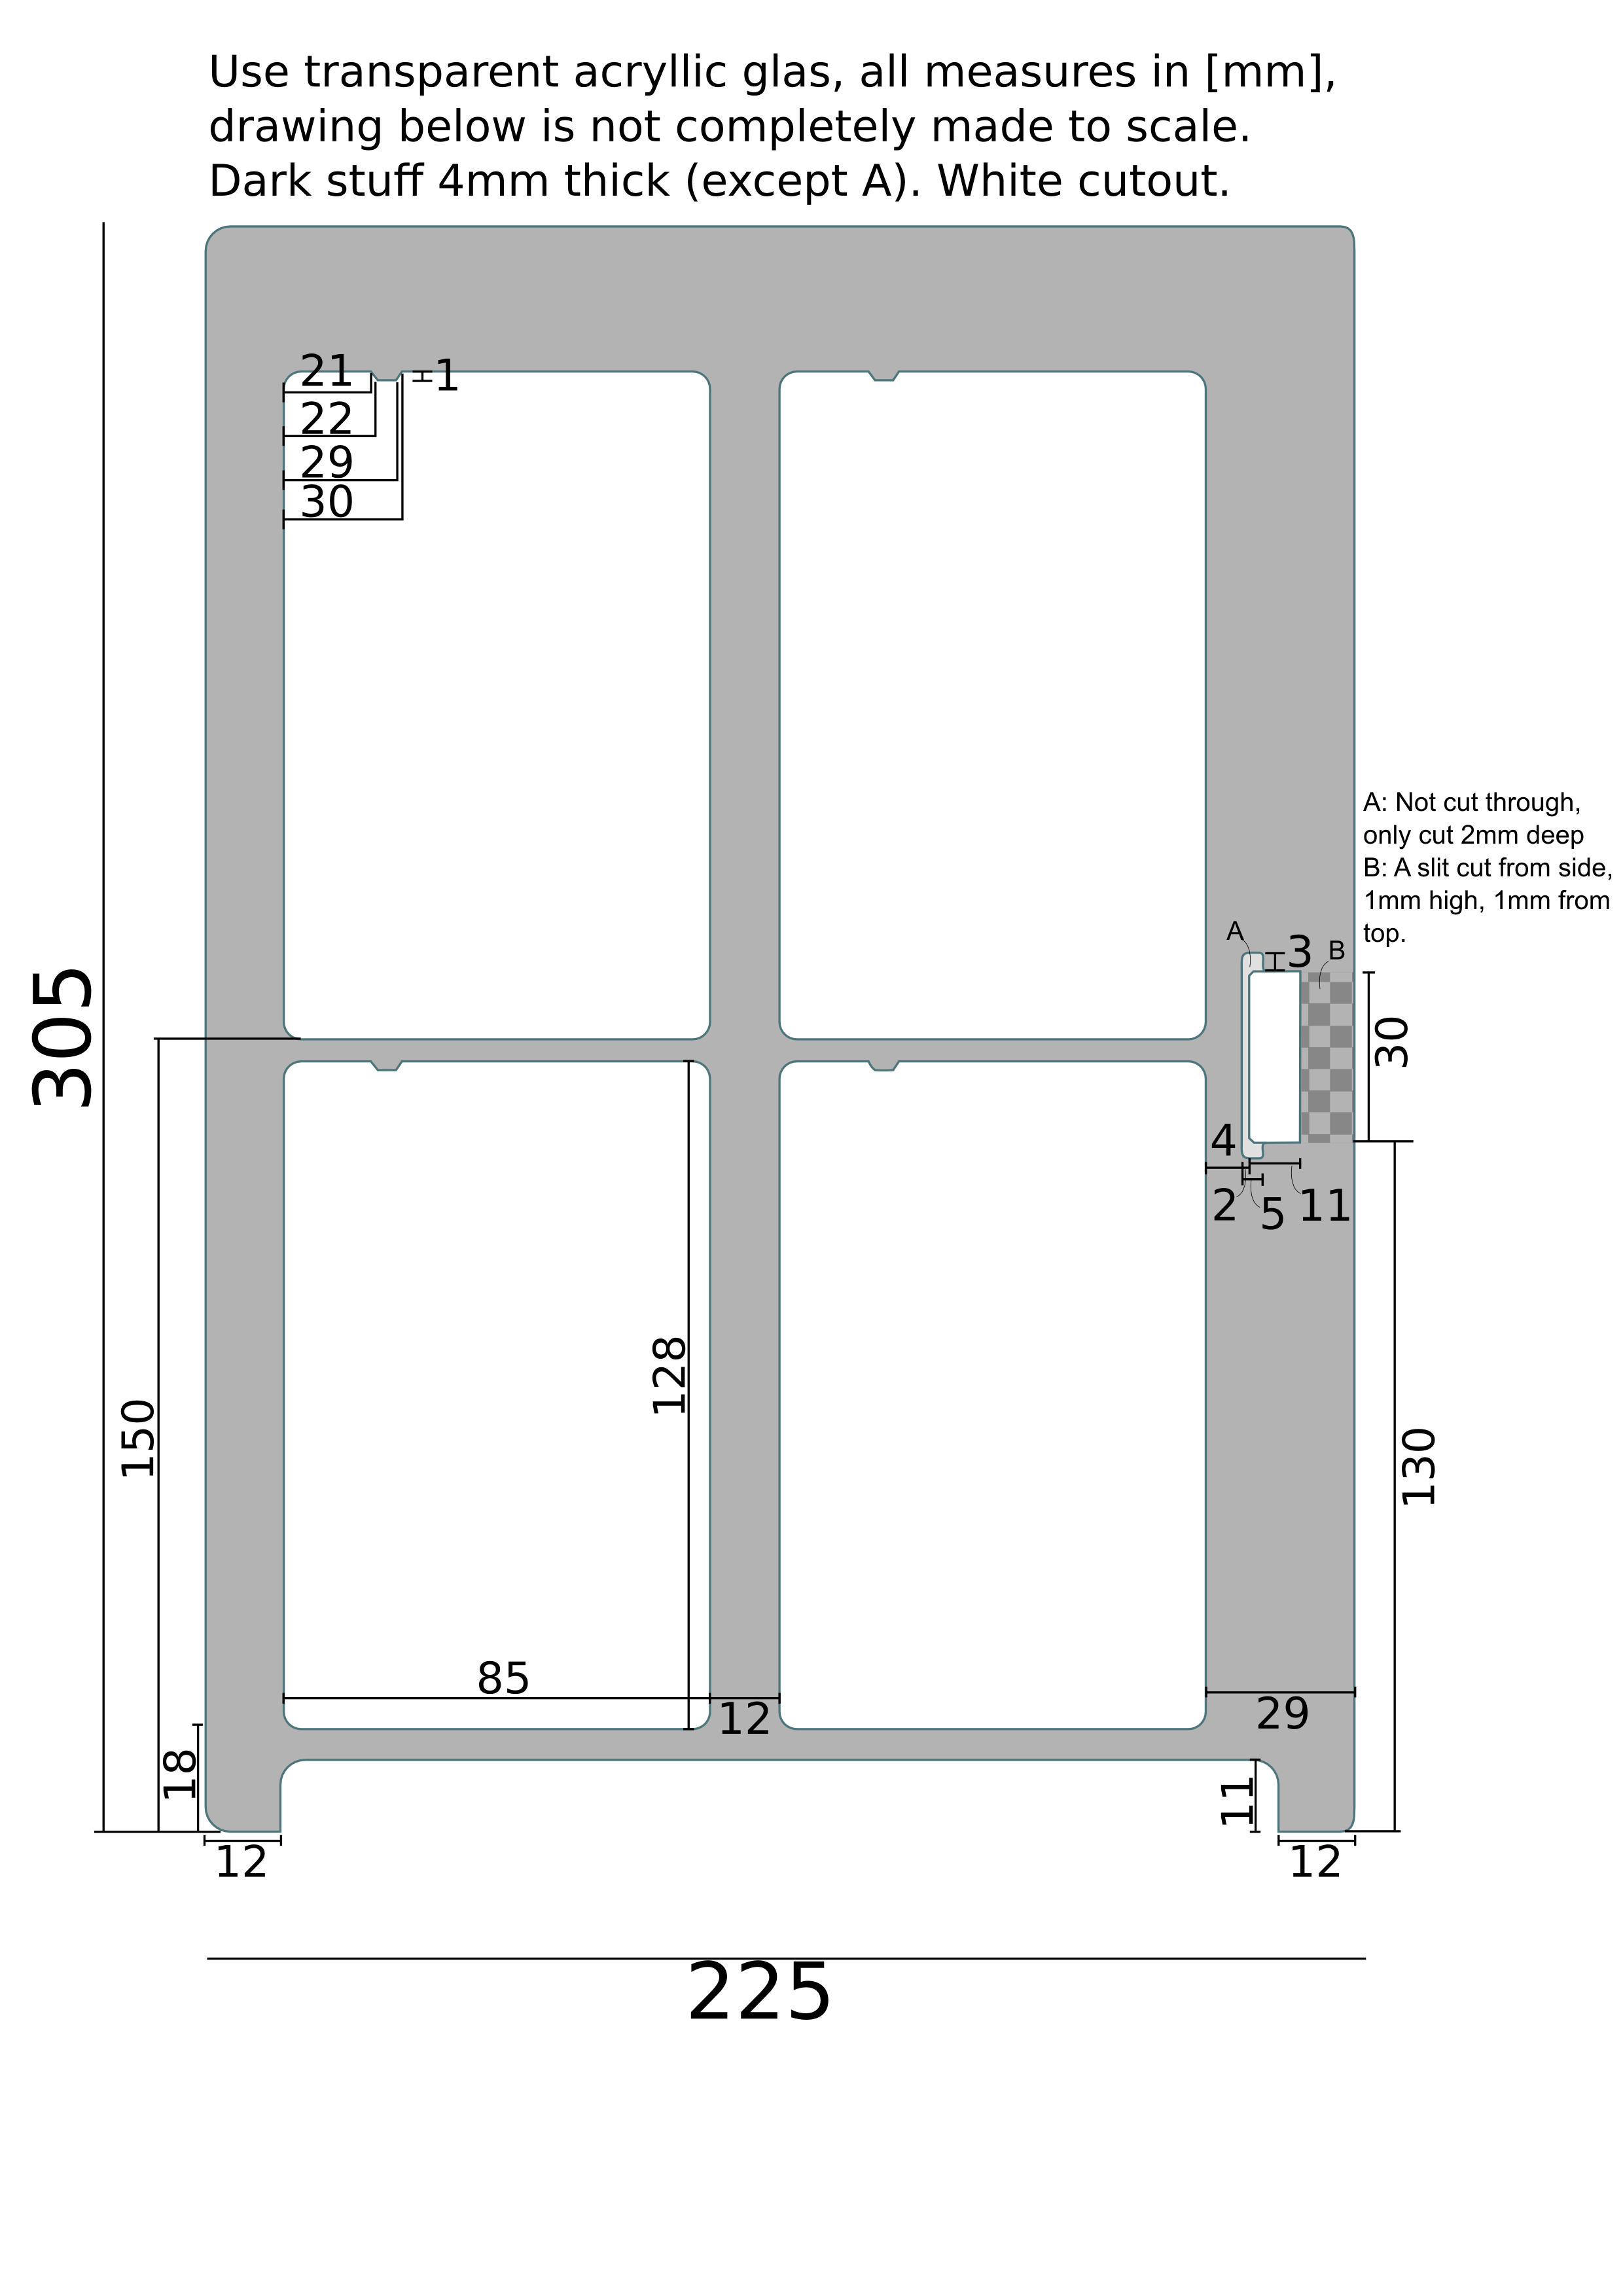 Use transparent acryllic glas, all measures in [mm],
drawing below is not completely made to scale.
Dark stuff 4mm thick (except A). White cutout.
21
1
22
29
30
A: Not cut through,
only cut 2mm deep
B: A slit cut from side,
1mm high, 1mm from
top.
A
3
B
305
30
4
2
5
11
128
150
130
85
12
29
18
11
12
12
225